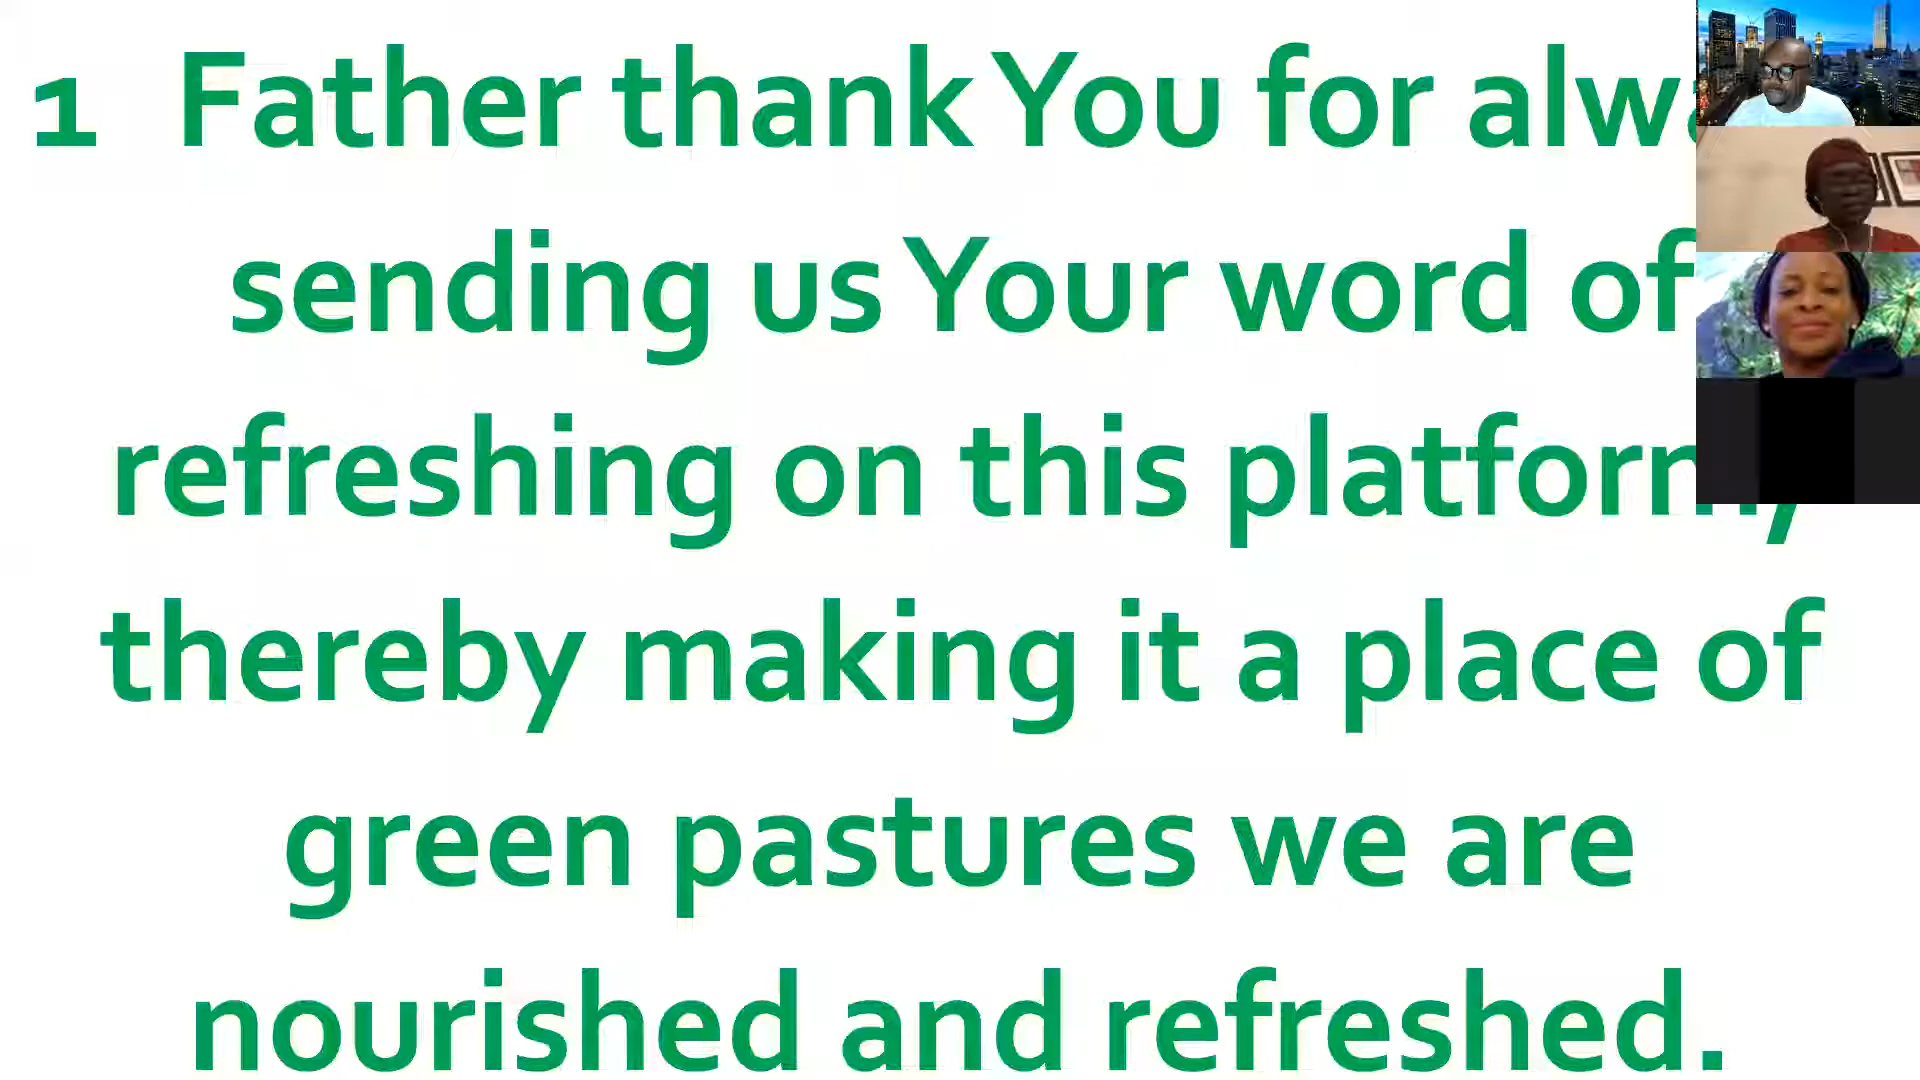 1 Father thank You for
sending us Your word of
refreshing on this
thereby making it a place of
green pastures we are
nourished and refreshed.